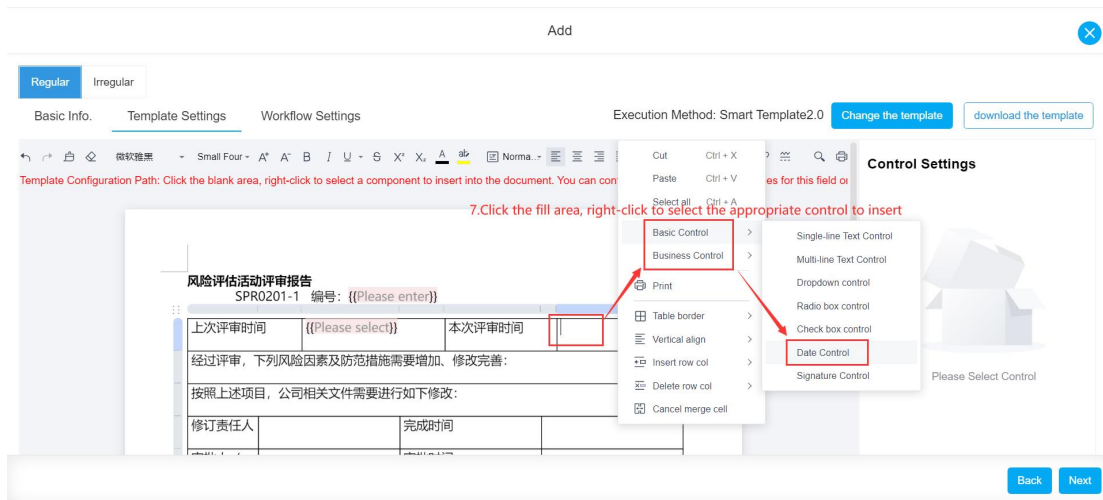 Add
Regular Irregular
Basic Info. Template Settings Workflow Settings Execution Method: Smart Template2.0 Change the template download the template
微软雅黑 Small Four A+ A- B I U S X² X₂ A ab Norma..
Template Configuration Path: Click the blank area, right-click to select a component to insert into the document. You can con
es for this field or
Control Settings
Cut Ctrl + X
Paste Ctrl + V
Select all Ctrl + A
7.Click the fill area, right-click to select the appropriate control to insert
Basic Control
Business Control
Print
Table border
Vertical align
Insert row col
Delete row col
Cancel merge cell
Single-line Text Control
Multi-line Text Control
Dropdown control
Radio box control
Check box control
Date Control
Signature Control
Please Select Control
风险评估活动评审报告
SPR0201-1 编号：{{Please enter}}
上次评审时间 {{Please select}} 本次评审时间
经过评审，下列风险因素及防范措施需要增加、修改完善：
按照上述项目，公司相关文件需要进行如下修改：
修订责任人 完成时间
Back Next